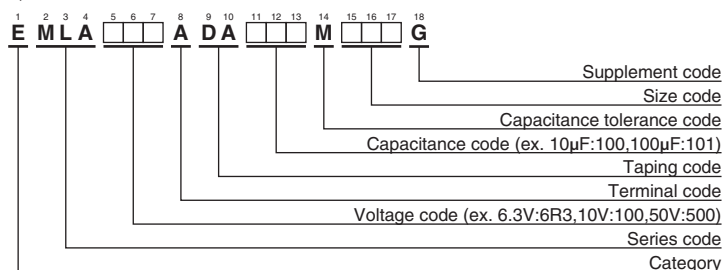 1 2 3 4 5 6 7 8 9 10 11 12 13 14 15 16 17 18
E MLA □□□ A DA □□□ M □□□ G
Supplement code
Size code
Capacitance tolerance code
Capacitance code (ex. 10μF:100,100μF:101)
Taping code
Terminal code
Voltage code (ex. 6.3V:6R3,10V:100,50V:500)
Series code
Category